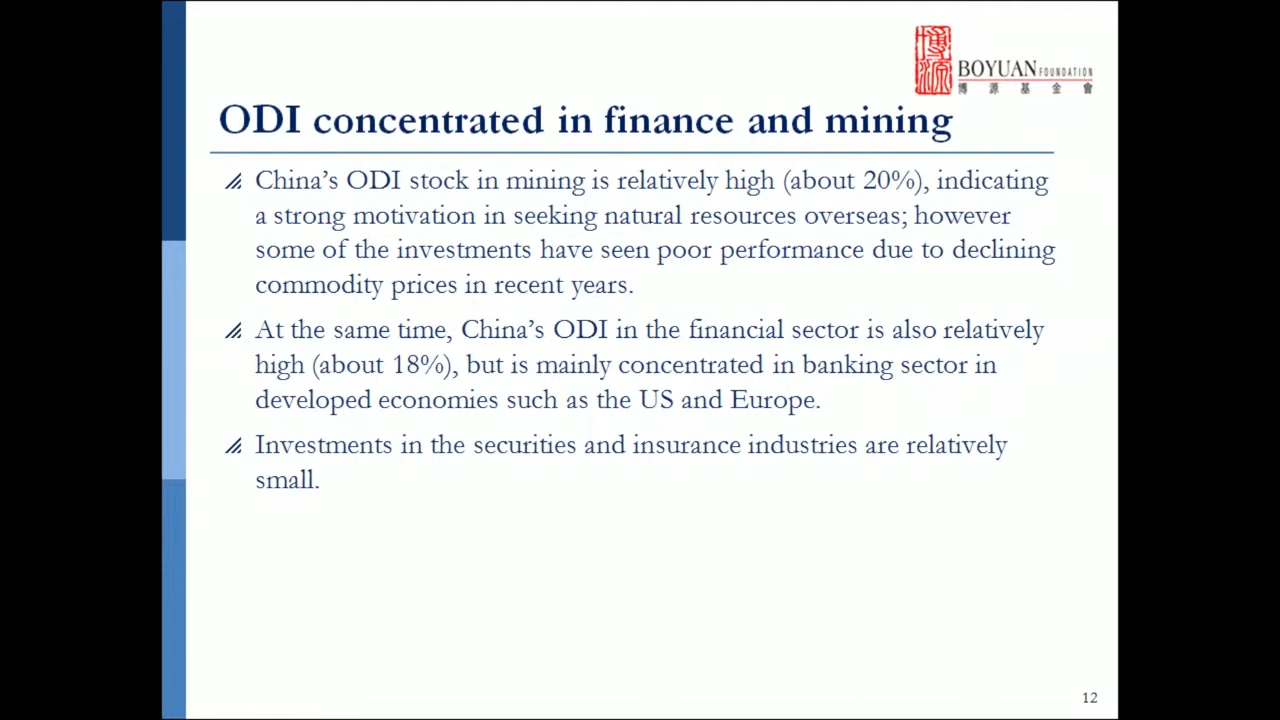 博源
BOYUAN FOUNDATION
博源基金會
ODI concentrated in finance and mining
China’s ODI stock in mining is relatively high (about 20%), indicating
a strong motivation in seeking natural resources overseas; however
some of the investments have seen poor performance due to declining
commodity prices in recent years.
At the same time, China’s ODI in the financial sector is also relatively
high (about 18%), but is mainly concentrated in banking sector in
developed economies such as the US and Europe.
Investments in the securities and insurance industries are relatively
small.
12